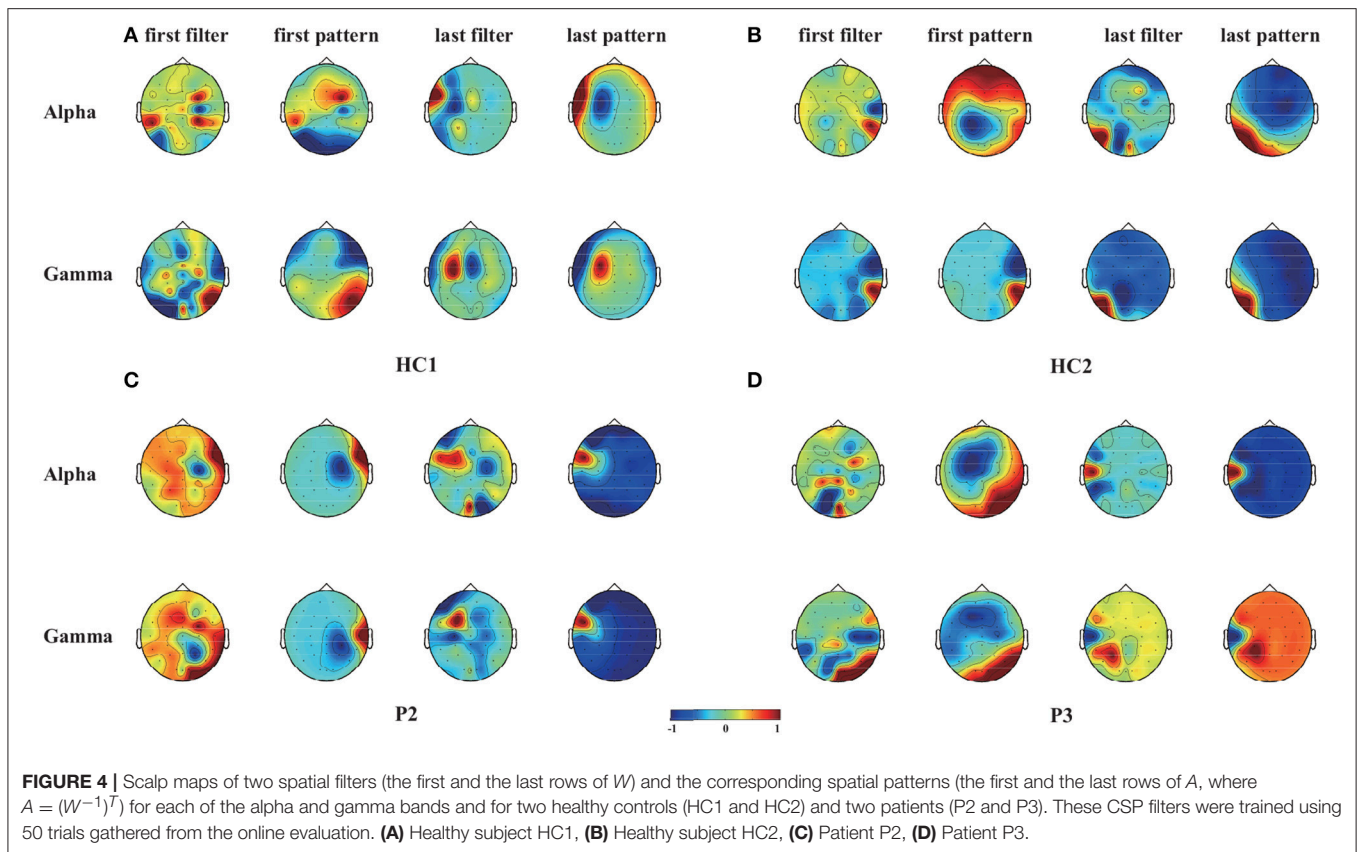 A first filter first pattern last filter last pattern
B first filter first pattern last filter last pattern
Alpha
Gamma
HC1
HC2
C
D
Alpha
Gamma
P2
-1 0 1
P3
FIGURE 4 | Scalp maps of two spatial filters (the first and the last rows of W) and the corresponding spatial patterns (the first and the last rows of A, where
A = (W⁻¹)ᵀ) for each of the alpha and gamma bands and for two healthy controls (HC1 and HC2) and two patients (P2 and P3). These CSP filters were trained using
50 trials gathered from the online evaluation. (A) Healthy subject HC1, (B) Healthy subject HC2, (C) Patient P2, (D) Patient P3.